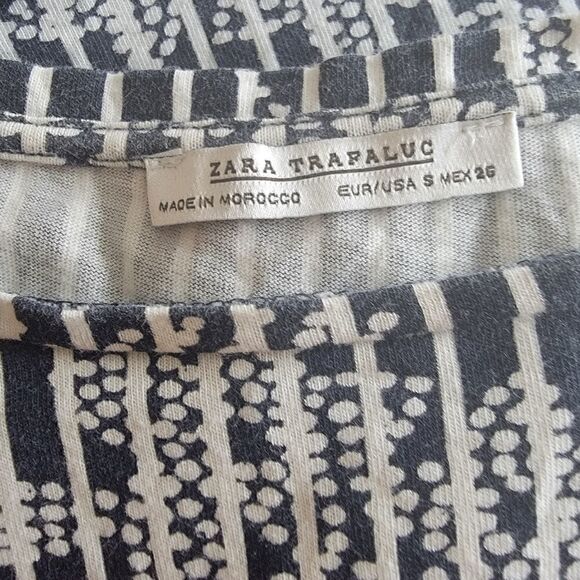 ZARA TRAFALUC
MADE IN MOROCCO EUR/USA S MEX 26